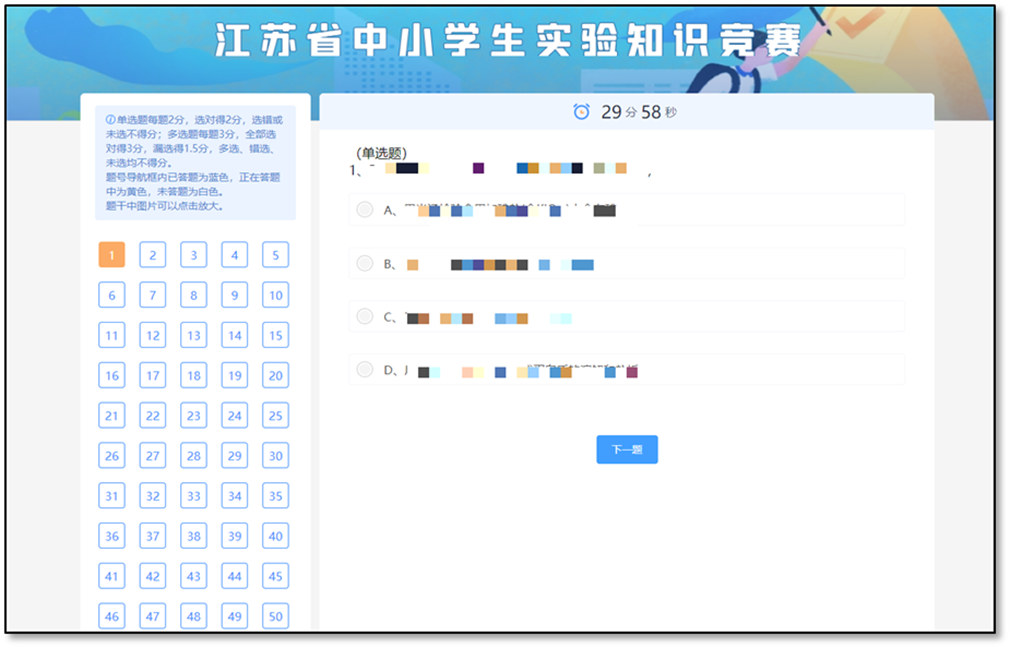 江苏省中小学生实验知识竞赛
单选题每题2分，选对得2分，选错或
未选不得分；多选题每题3分，全部选
对得3分，漏选得1.5分，多选、错选、
未选均不得分。
题号导航框内已答题为蓝色，正在答题
中为黄色，未答题为白色。
题干中图片可以点击放大。
1 2 3 4 5
6 7 8 9 10
11 12 13 14 15
16 17 18 19 20
21 22 23 24 25
26 27 28 29 30
31 32 33 34 35
36 37 38 39 40
41 42 43 44 45
46 47 48 49 50
29 分 58 秒
（单选题）
1、
A、
B、
C、
D、
下一题